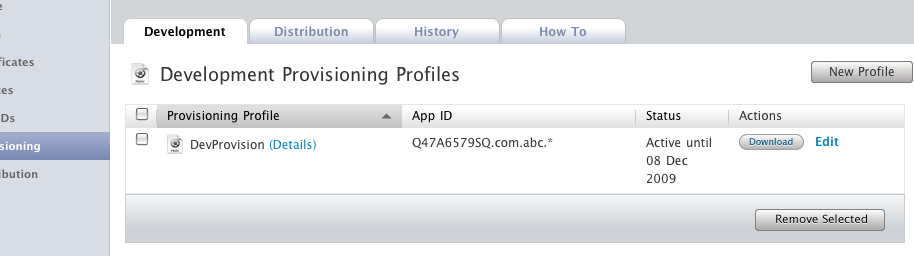 Development
Distribution
History
How To
Development Provisioning Profiles
New Profile
Provisioning Profile
App ID
Status
Actions
DevProvision (Details)
Q47A6579SQ.com.abc.*
Active until
08 Dec
2009
Download
Edit
Remove Selected
ficates
es
Ds
sioning
ibution